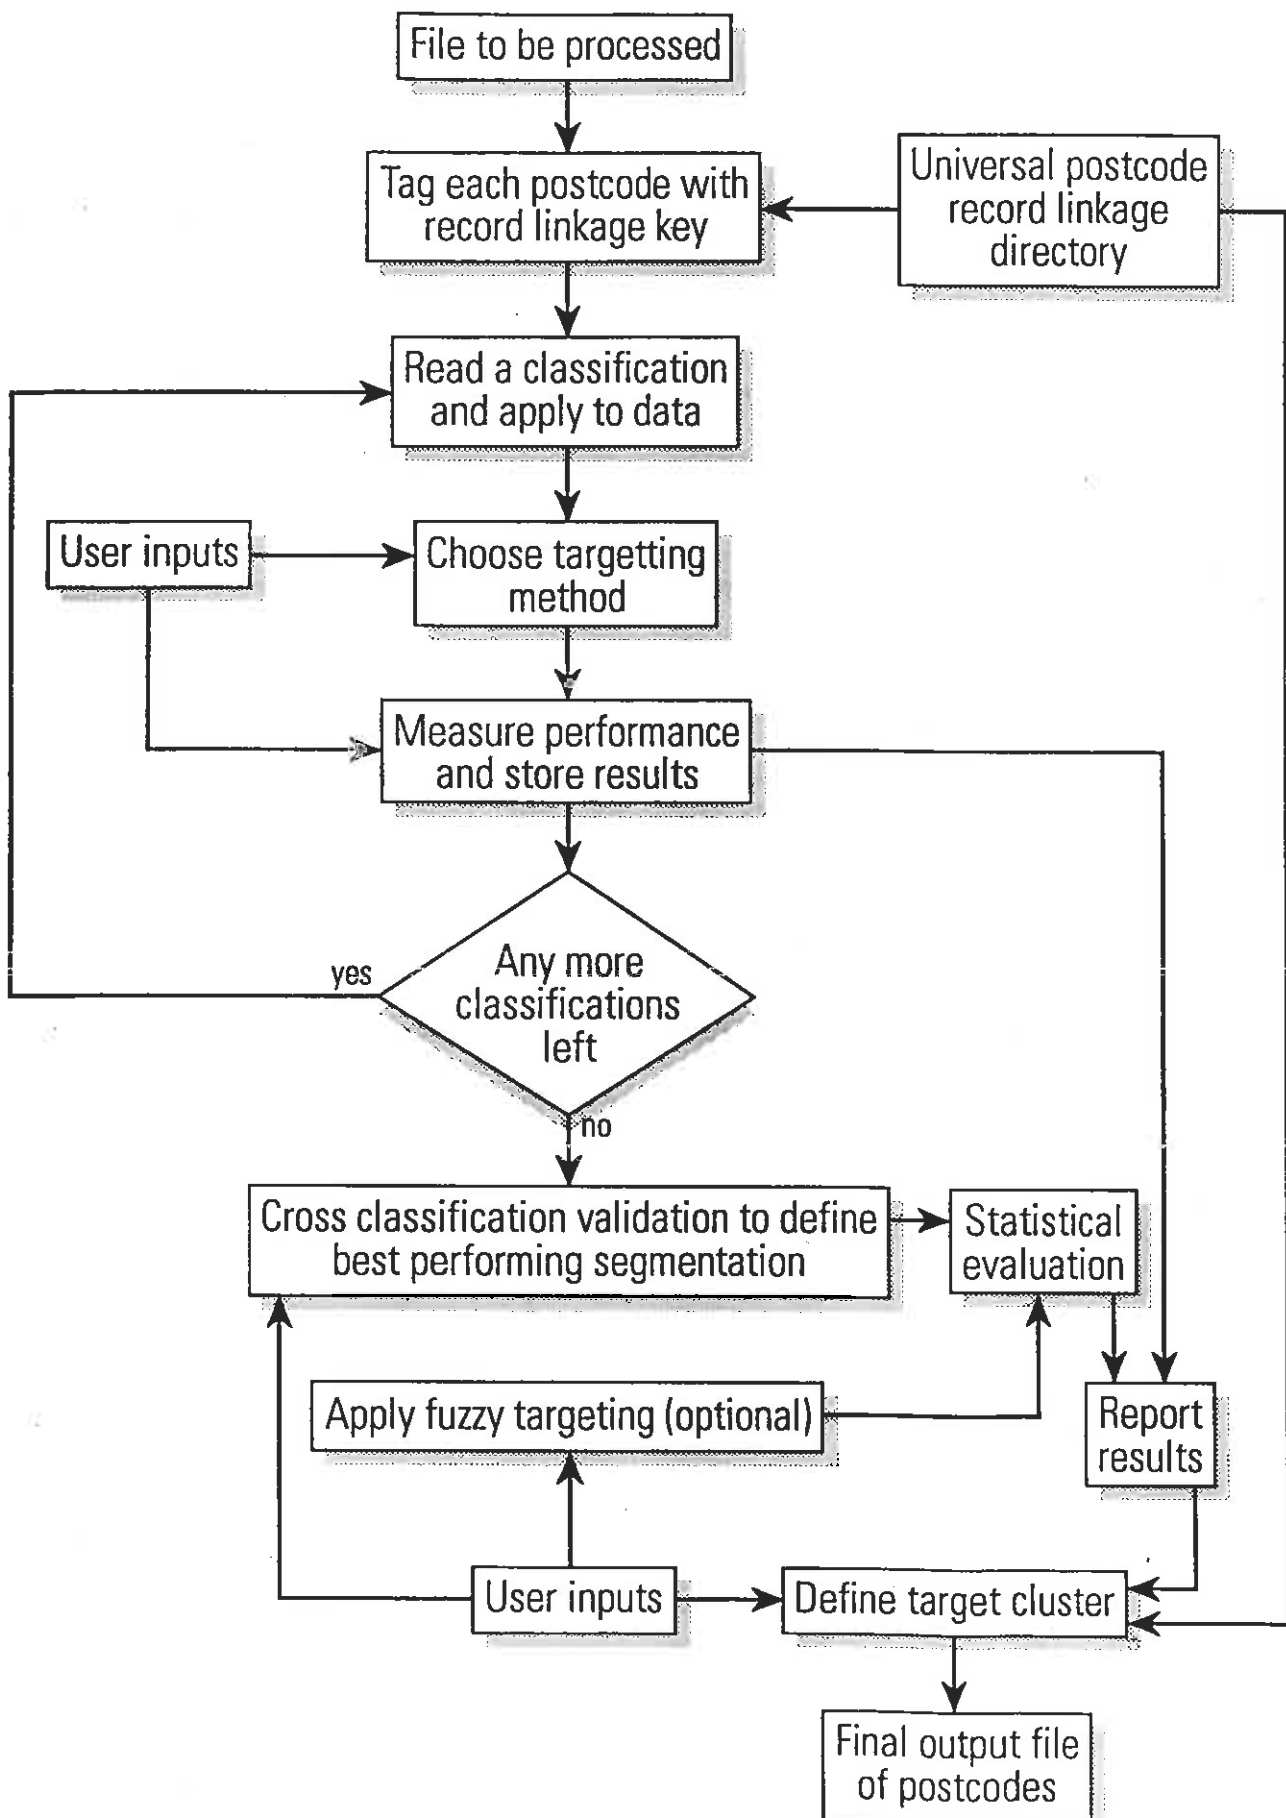 File to be processed
Tag each postcode with
record linkage key
Universal postcode
record linkage
directory
Read a classification
and apply to data
User inputs
Choose targetting
method
Measure performance
and store results
yes
Any more
classifications
left
no
Cross classification validation to define
best performing segmentation
Statistical
evaluation
Apply fuzzy targeting (optional)
Report
results
User inputs
Define target cluster
Final output file
of postcodes